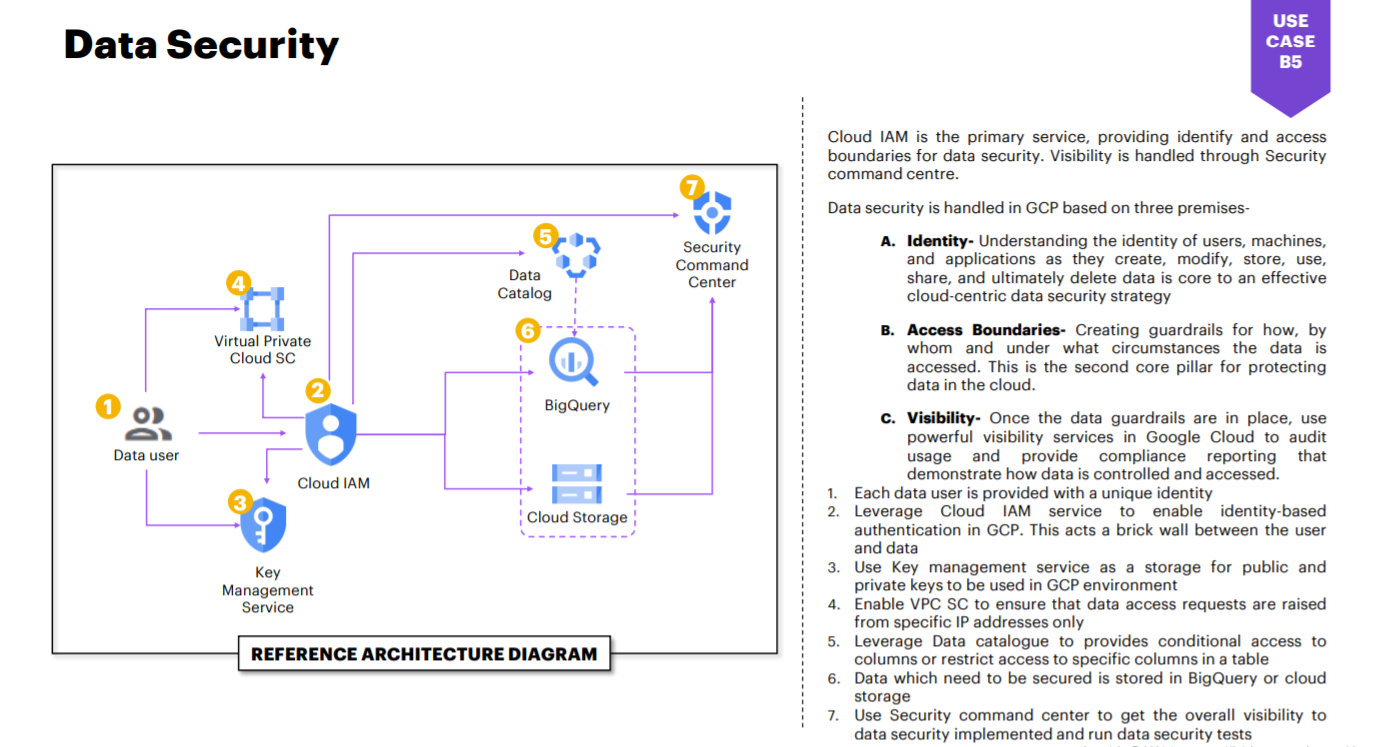 Data Security
USE
CASE
B5
7
Security
Command
Center
5
Data
Catalog
4
Virtual Private
Cloud SC
6
BigQuery
2
1
Data user
Cloud IAM
Cloud Storage
3
Key
Management
Service
REFERENCE ARCHITECTURE DIAGRAM
Cloud IAM is the primary service, providing identify and access
boundaries for data security. Visibility is handled through Security
command centre.
Data security is handled in GCP based on three premises-
A. Identity- Understanding the identity of users, machines,
and applications as they create, modify, store, use,
share, and ultimately delete data is core to an effective
cloud-centric data security strategy
B. Access Boundaries- Creating guardrails for how, by
whom and under what circumstances the data is
accessed. This is the second core pillar for protecting
data in the cloud.
C. Visibility- Once the data guardrails are in place, use
powerful visibility services in Google Cloud to audit
usage and provide compliance reporting that
demonstrate how data is controlled and accessed.
1. Each data user is provided with a unique identity
2. Leverage Cloud IAM service to enable identity-based
authentication in GCP. This acts a brick wall between the user
and data
3. Use Key management service as a storage for public and
private keys to be used in GCP environment
4. Enable VPC SC to ensure that data access requests are raised
from specific IP addresses only
5. Leverage Data catalogue to provides conditional access to
columns or restrict access to specific columns in a table
6. Data which need to be secured is stored in BigQuery or cloud
storage
7. Use Security command center to get the overall visibility to
data security implemented and run data security tests